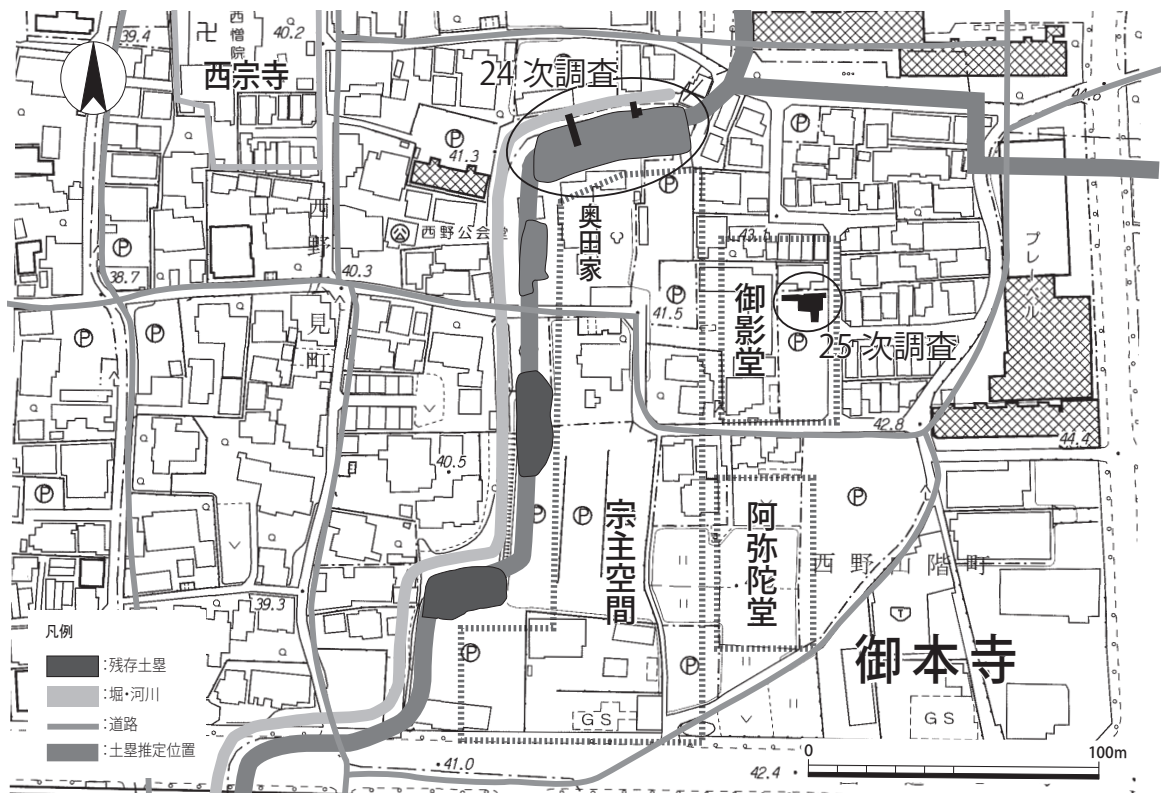 39.4
西僧院
40.2
西宗寺
24 次調査
44.6
41.3
奥田家
西野公会堂
43.1
プレール
38.7
40.3
41.5
御影堂
25 次調査
西野
見町
42.8
44.4
40.5
宗主空間
阿弥陀堂
西野山階町
39.3
御本寺
凡例
:残存土塁
:堀・河川
:道路
:土塁推定位置
GS
GS
41.0
42.4
0
100m